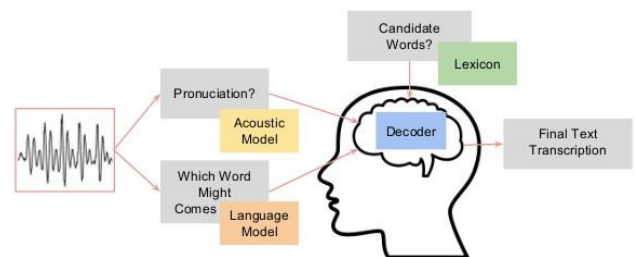 Candidate
Words?
Lexicon
Pronuciation?
Acoustic
Model
Decoder
Final Text
Transcription
Which Word
Might
Comes
Language
Model